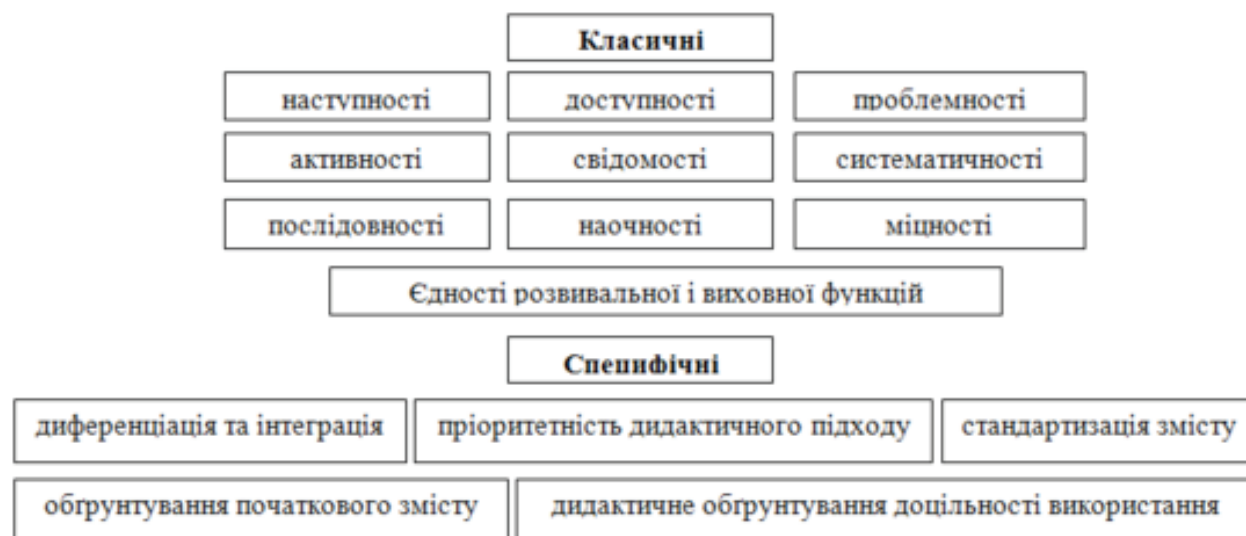 Класичні
наступності доступності проблемності
активності свідомості систематичності
послідовності наочності міцності
Єдності розвивальної і виховної функцій
Специфічні
диференціація та інтеграція пріоритетність дидактичного підходу стандартизація змісту
обґрунтування початкового змісту дидактичне обґрунтування доцільності використання